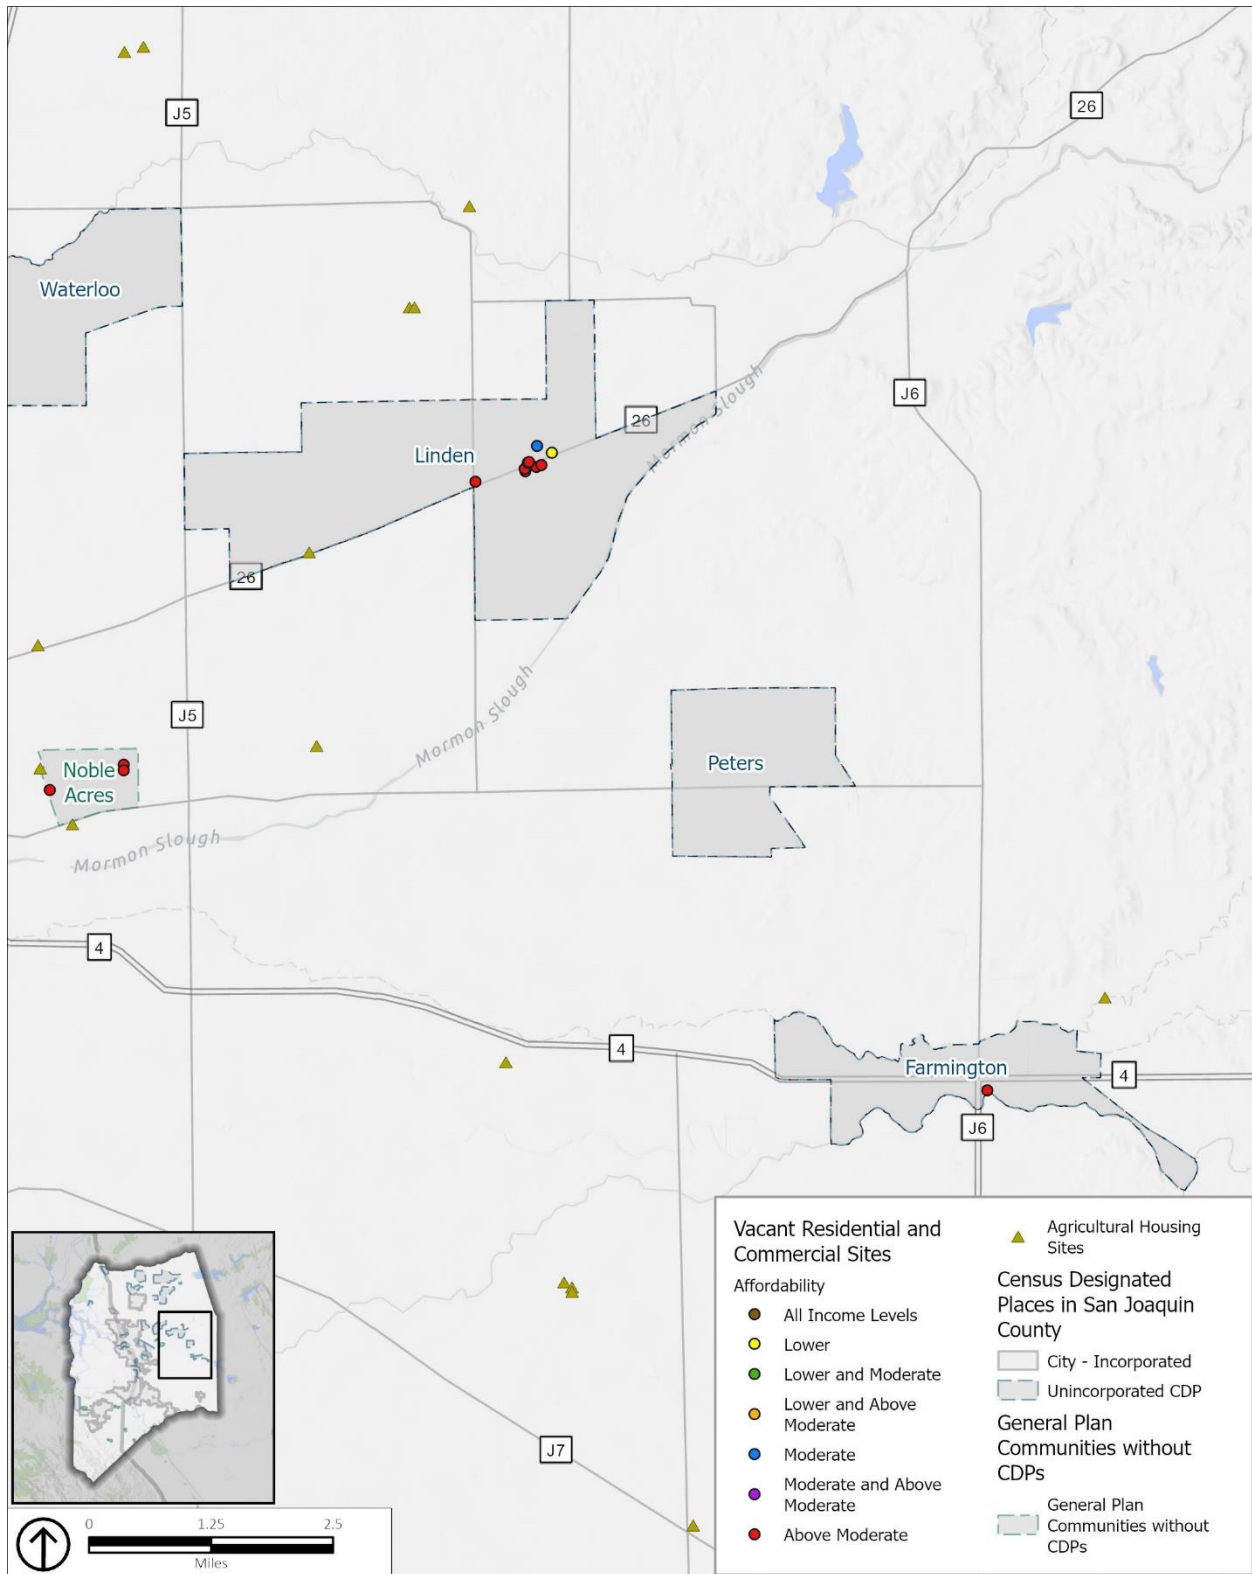 J5
26
Waterloo
J6
26
Mormon Slough
Linden
26
J5
Mormon Slough
Peters
Noble
Acres
Mormon Slough
4
4
Farmington
4
J6
J7
Vacant Residential and
Commercial Sites
Affordability
All Income Levels
Lower
Lower and Moderate
Lower and Above
Moderate
Moderate
Moderate and Above
Moderate
Above Moderate
Agricultural Housing
Sites
Census Designated
Places in San Joaquin
County
City - Incorporated
Unincorporated CDP
General Plan
Communities without
CDPs
General Plan
Communities without
CDPs
0 1.25 2.5
Miles